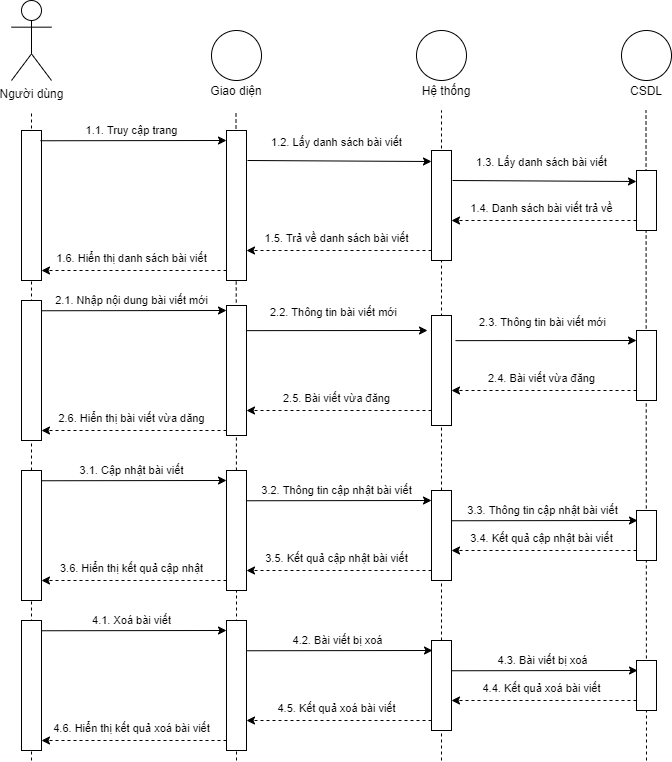 Người dùng
Giao diện
Hệ thống
CSDL
1.1. Truy cập trang
1.2. Lấy danh sách bài viết
1.3. Lấy danh sách bài viết
1.4. Danh sách bài viết trả về
1.5. Trả về danh sách bài viết
1.6. Hiển thị danh sách bài viết
2.1. Nhập nội dung bài viết mới
2.2. Thông tin bài viết mới
2.3. Thông tin bài viết mới
2.4. Bài viết vừa đăng
2.5. Bài viết vừa đăng
2.6. Hiển thị bài viết vừa dăng
3.1. Cập nhật bài viết
3.2. Thông tin cập nhật bài viết
3.3. Thông tin cập nhật bài viết
3.4. Kết quả cập nhật bài viết
3.5. Kết quả cập nhật bài viết
3.6. Hiển thị kết quả cập nhật
4.1. Xoá bài viết
4.2. Bài viết bị xoá
4.3. Bài viết bị xoá
4.4. Kết quả xoá bài viết
4.5. Kết quả xoá bài viết
4.6. Hiển thị kết quả xoá bài viết